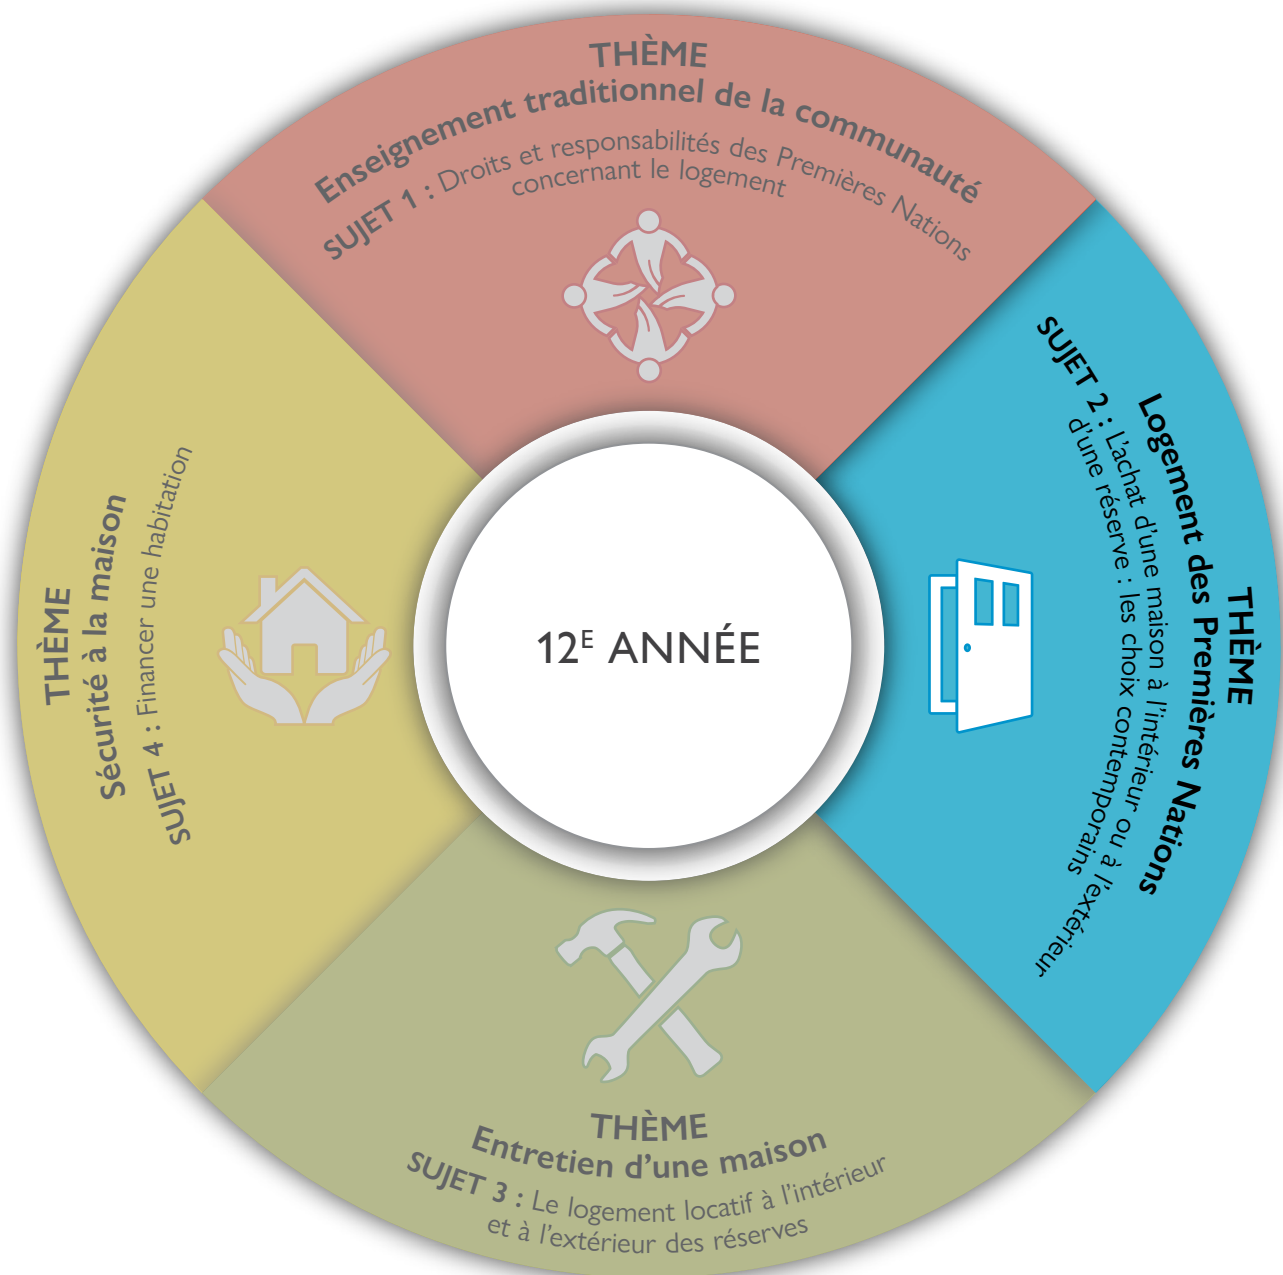 THÈME
Enseignement traditionnel de la communauté
SUJET 1 : Droits et responsabilités des Premières Nations
concernant le logement
THÈME
Logement des Premières Nations
SUJET 2 : L'achat d'une maison à l'intérieur ou à l'extérieur
d'une réserve : les choix contemporains
12E ANNÉE
THÈME
Entretien d'une maison
SUJET 3 : Le logement locatif à l'intérieur
et à l'extérieur des réserves
THÈME
Sécurité à la maison
SUJET 4 : Financer une habitation